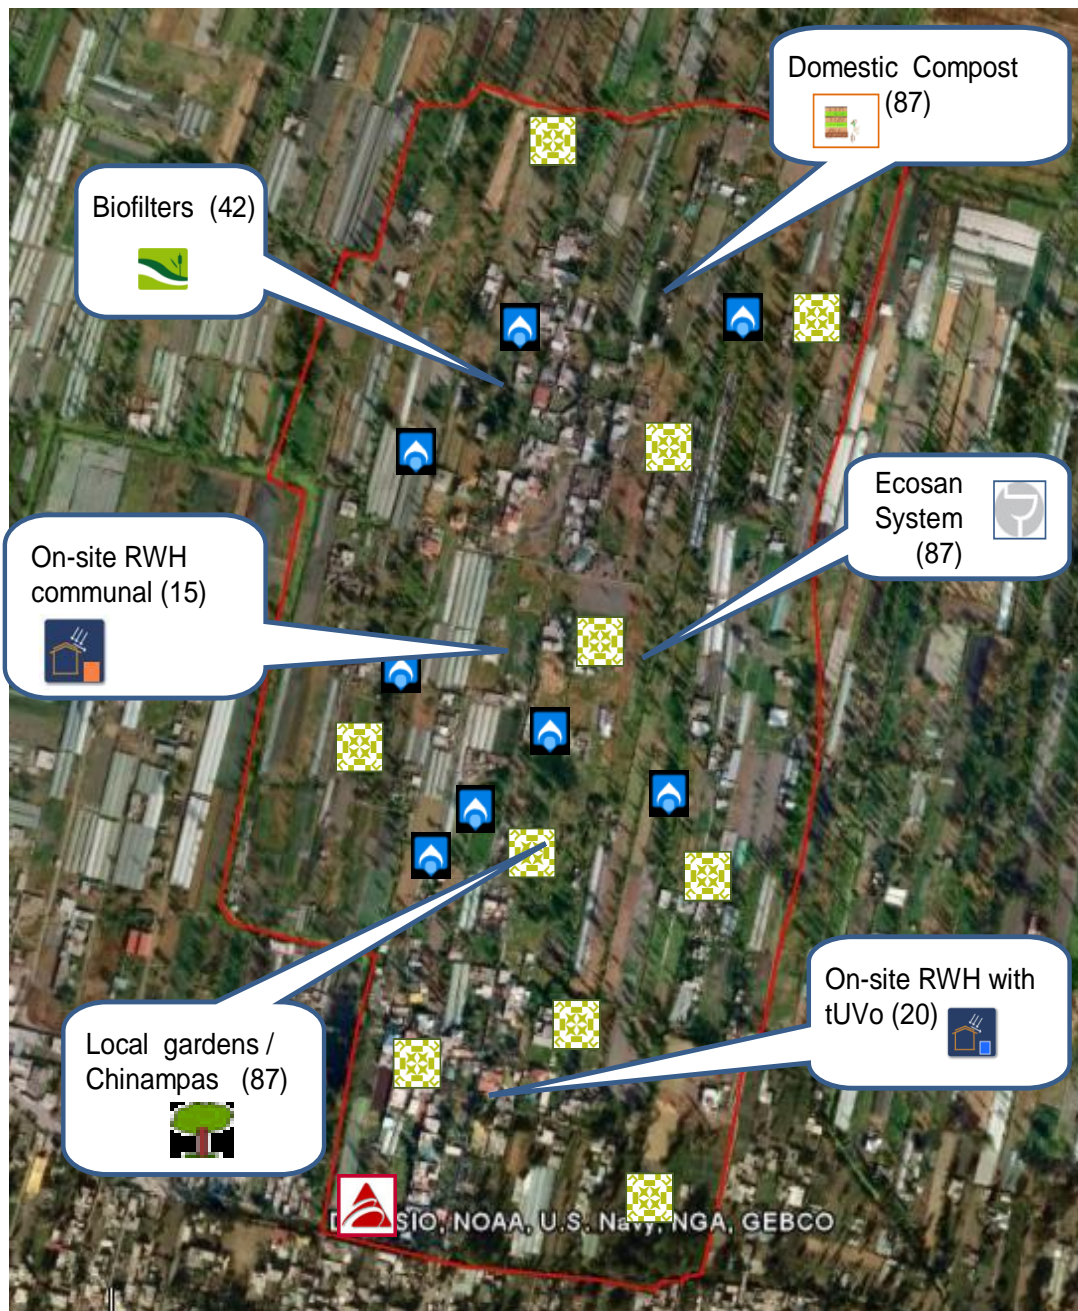 Domestic Compost
(87)
Biofilters (42)
Ecosan
System
(87)
On-site RWH
communal (15)
On-site RWH with
tUVo (20)
Local gardens /
Chinampas (87)
SIO, NOAA, U.S. Navy, NGA, GEBCO